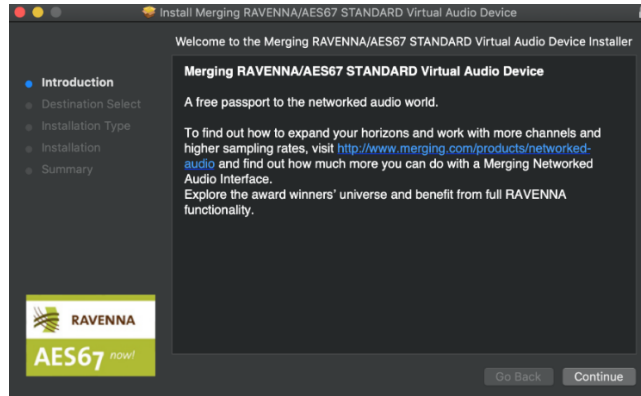 Install Merging RAVENNA/AES67 STANDARD Virtual Audio Device
Welcome to the Merging RAVENNA/AES67 STANDARD Virtual Audio Device Installer
Introduction
Destination Select
Installation Type
Installation
Summary
Merging RAVENNA/AES67 STANDARD Virtual Audio Device
A free passport to the networked audio world.
To find out how to expand your horizons and work with more channels and
higher sampling rates, visit http://www.merging.com/products/networked-
audio and find out how much more you can do with a Merging Networked
Audio Interface.
Explore the award winners' universe and benefit from full RAVENNA
functionality.
RAVENNA
AES67 now!
Go Back
Continue